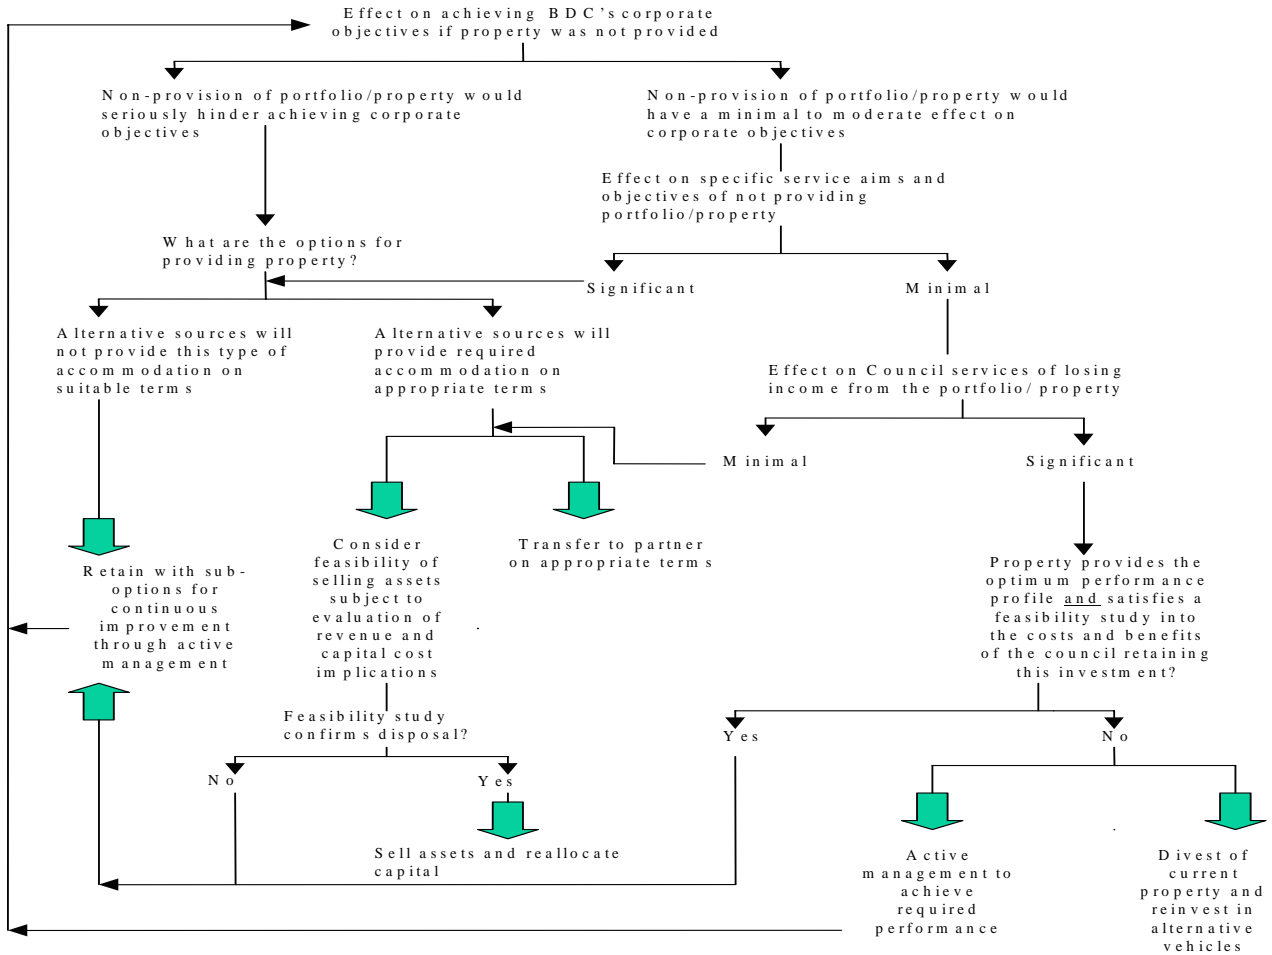 Effect on achieving BDC's corporate
objectives if property was not provided
Non-provision of portfolio/property would
seriously hinder achieving corporate
objectives
Non-provision of portfolio/property would
have a minimal to moderate effect on
corporate objectives
Effect on specific service aims and
objectives of not providing
portfolio/property
What are the options for
providing property?
Significant
Minimal
Alternative sources will
not provide this type of
accommodation on
suitable terms
Alternative sources will
provide required
accommodation on
appropriate terms
Effect on Council services of losing
income from the portfolio/ property
Minimal
Significant
Retain with sub-
options for
continuous
improvement
through active
management
Consider
feasibility of
selling assets
subject to
evaluation of
revenue and
capital cost
implications
Transfer to partner
on appropriate terms
Property provides the
optimum performance
profile and satisfies a
feasibility study into
the costs and benefits
of the council retaining
this investment?
Feasibility study
confirms disposal?
No
Yes
Yes
No
Sell assets and reallocate
capital
Active
management to
achieve
required
performance
Divest of
current
property and
reinvest in
alternative
vehicles